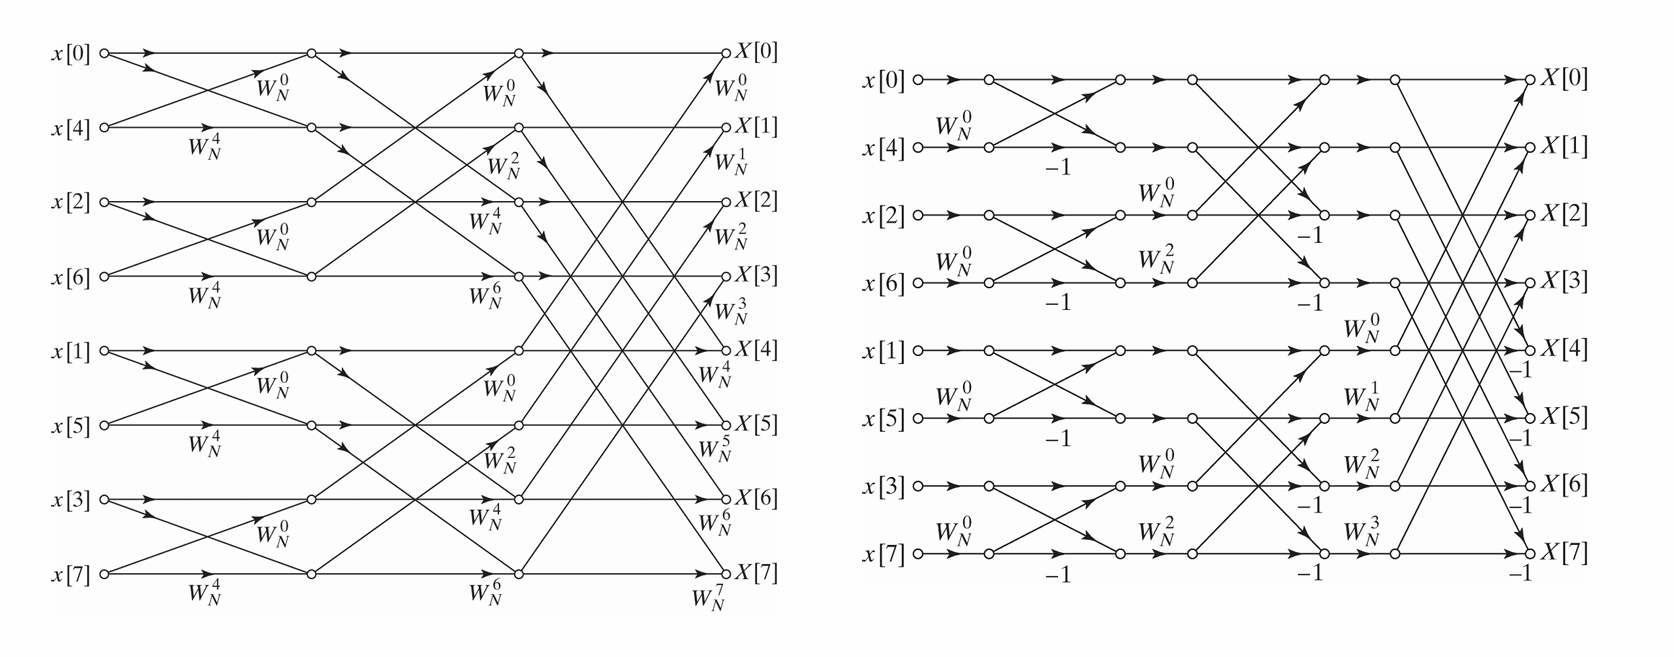 x[0] X[0]
W_N^0 W_N^0 W_N^0
x[4] X[1]
W_N^4 W_N^2 W_N^1
x[2] X[2]
W_N^0 W_N^4 W_N^2
x[6] X[3]
W_N^4 W_N^6 W_N^3
x[1] X[4]
W_N^0 W_N^0 W_N^4
x[5] X[5]
W_N^4 W_N^2 W_N^5
x[3] X[6]
W_N^0 W_N^4 W_N^6
x[7] X[7]
W_N^4 W_N^6 W_N^7
x[0] X[0]
W_N^0
x[4] X[1]
−1
W_N^0
x[2] X[2]
W_N^0 W_N^2 −1
x[6] X[3]
−1 −1
W_N^0
x[1] X[4]
−1
W_N^0 W_N^1
x[5] X[5]
−1 −1
W_N^0 W_N^2
x[3] X[6]
−1 −1
W_N^0 W_N^2 W_N^3
x[7] X[7]
−1 −1 −1